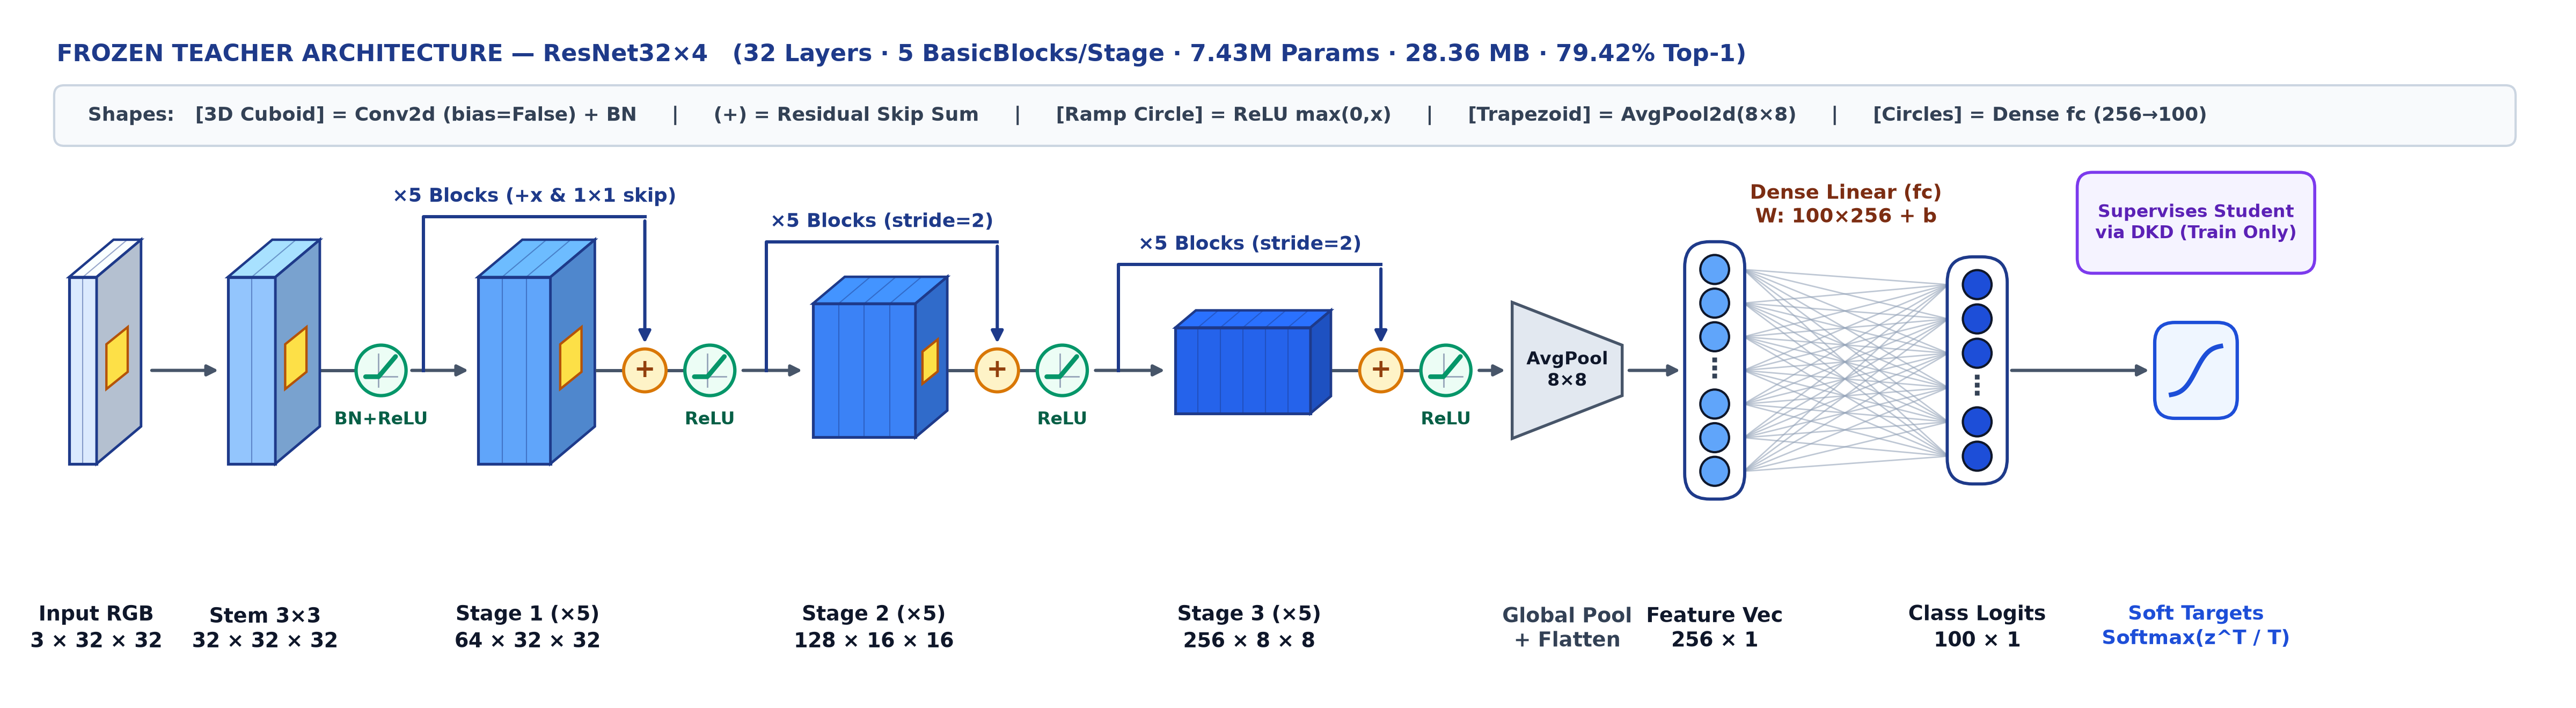 FROZEN TEACHER ARCHITECTURE — ResNet32×4 (32 Layers · 5 BasicBlocks/Stage · 7.43M Params · 28.36 MB · 79.42% Top-1)
Shapes: [3D Cuboid] = Conv2d (bias=False) + BN | (+) = Residual Skip Sum | [Ramp Circle] = ReLU max(0,x) | [Trapezoid] = AvgPool2d(8×8) | [Circles] = Dense fc (256→100)
×5 Blocks (+x & 1×1 skip)
×5 Blocks (stride=2)
×5 Blocks (stride=2)
Dense Linear (fc)
W: 100×256 + b
Supervises Student
via DKD (Train Only)
BN+ReLU
+
ReLU
+
ReLU
+
ReLU
AvgPool
8×8
Input RGB
3 × 32 × 32
Stem 3×3
32 × 32 × 32
Stage 1 (×5)
64 × 32 × 32
Stage 2 (×5)
128 × 16 × 16
Stage 3 (×5)
256 × 8 × 8
Global Pool
+ Flatten
Feature Vec
256 × 1
Class Logits
100 × 1
Soft Targets
Softmax(z^T / T)